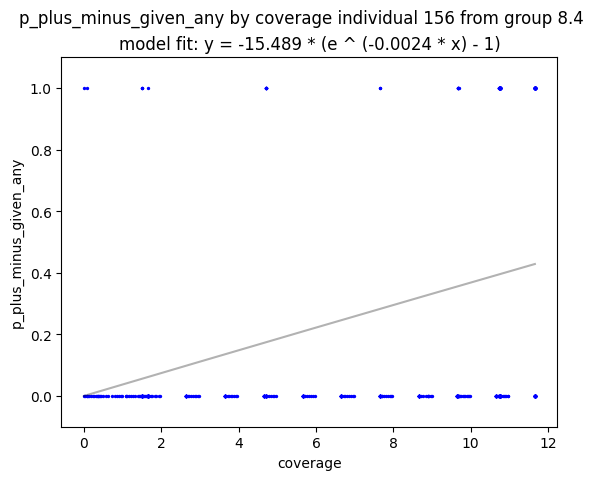 p_plus_minus_given_any by coverage individual 156 from group 8.4
model fit: y = -15.489 * (e ^ (-0.0024 * x) - 1)
1.0
0.8
0.6
0.4
0.2
0.0
p_plus_minus_given_any
0 2 4 6 8 10 12
coverage